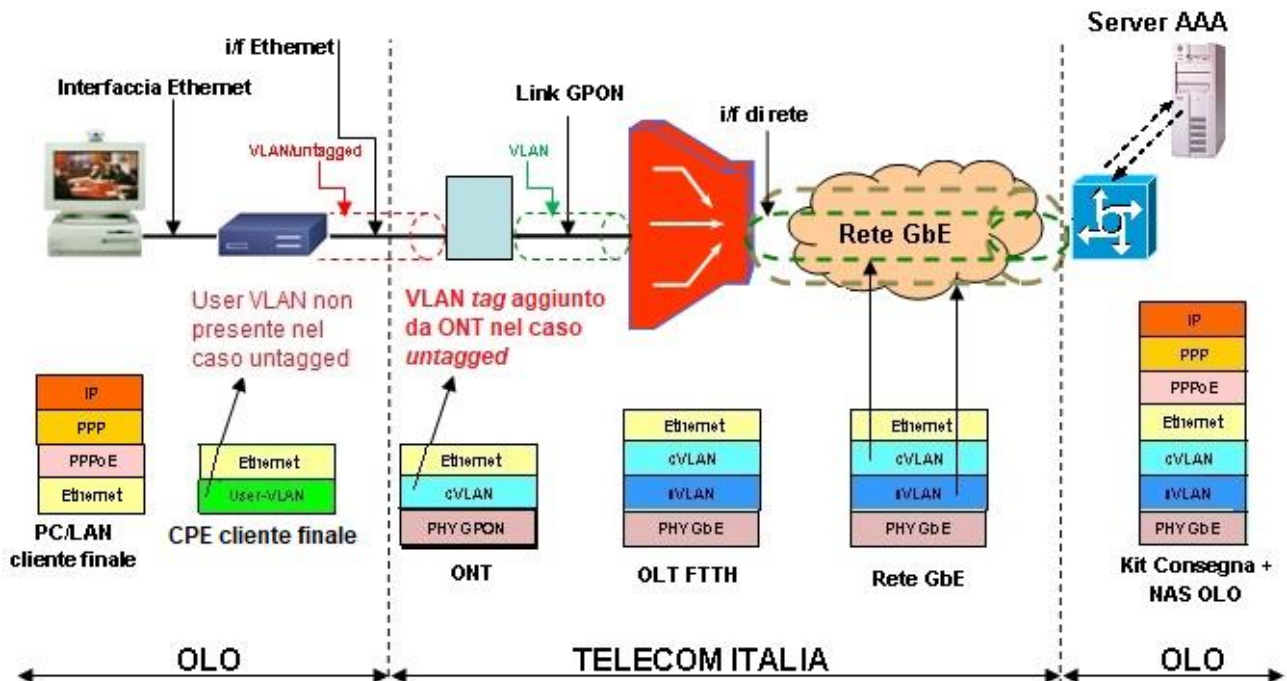 Server AAA
i/f Ethernet
Interfaccia Ethernet
Link GPON
i/f di rete
VLAN/untagged
VLAN
Rete GbE
User VLAN non
presente nel
caso untagged
VLAN tag aggiunto
da ONT nel caso
untagged
IP
PPP
PPPoE
Ethernet
PC/LAN
cliente finale
Ethernet
User-VLAN
CPE cliente finale
Ethernet
cVLAN
PHY GPON
ONT
Ethernet
cVLAN
sVLAN
PHY GbE
OLT FTTH
Ethernet
cVLAN
sVLAN
PHY GbE
Rete GbE
IP
PPP
PPPoE
Ethernet
cVLAN
sVLAN
PHY GbE
Kit Consegna +
NAS OLO
OLO
TELECOM ITALIA
OLO